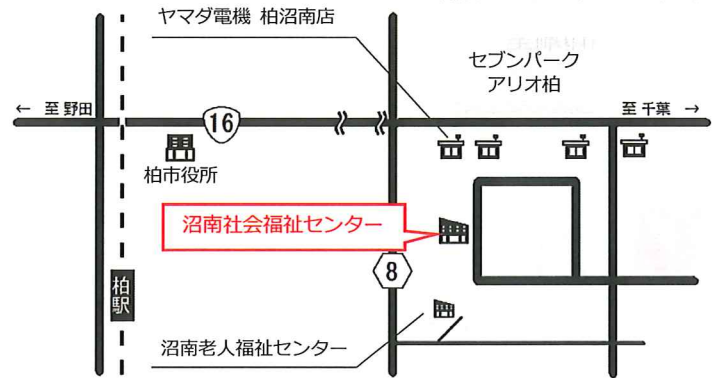 ヤマダ電機 柏沼南店
セブンパーク
アリオ柏
← 至 野田
至 千葉 →
16
柏市役所
沼南社会福祉センター
8
柏駅
沼南老人福祉センター